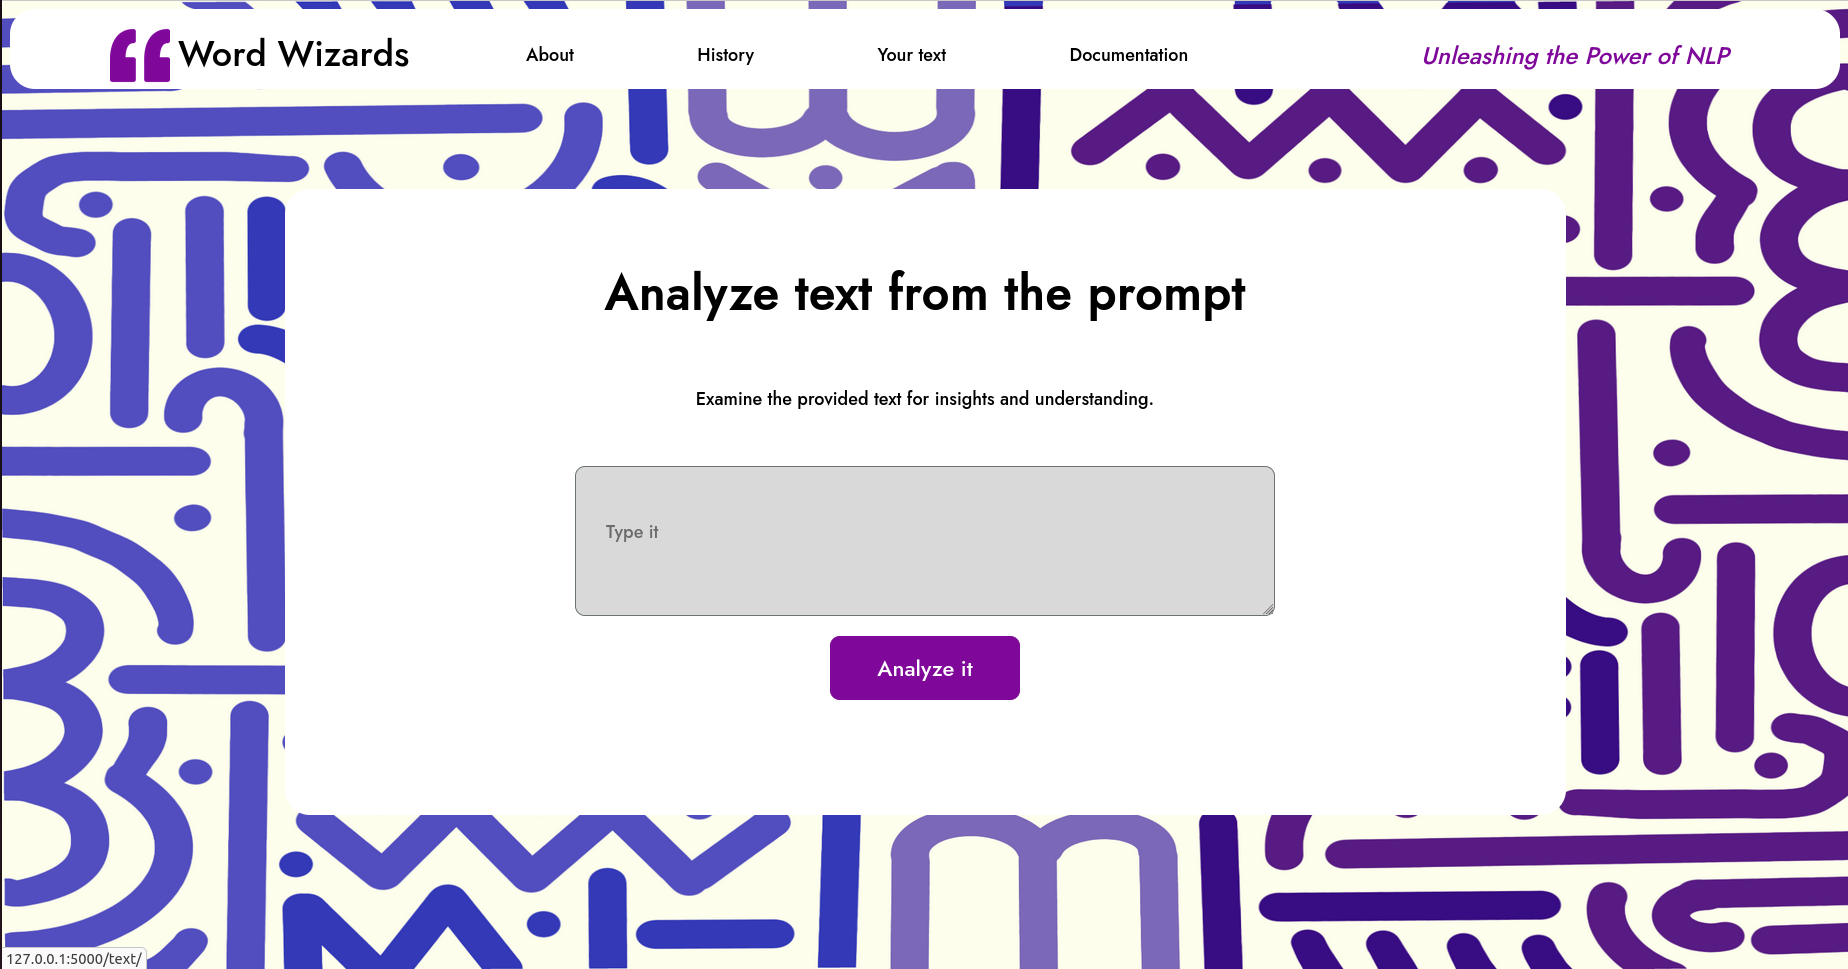 Word Wizards
About
History
Your text
Documentation
Unleashing the Power of NLP
Analyze text from the prompt
Examine the provided text for insights and understanding.
Type it
Analyze it
127.0.0.1:5000/text/